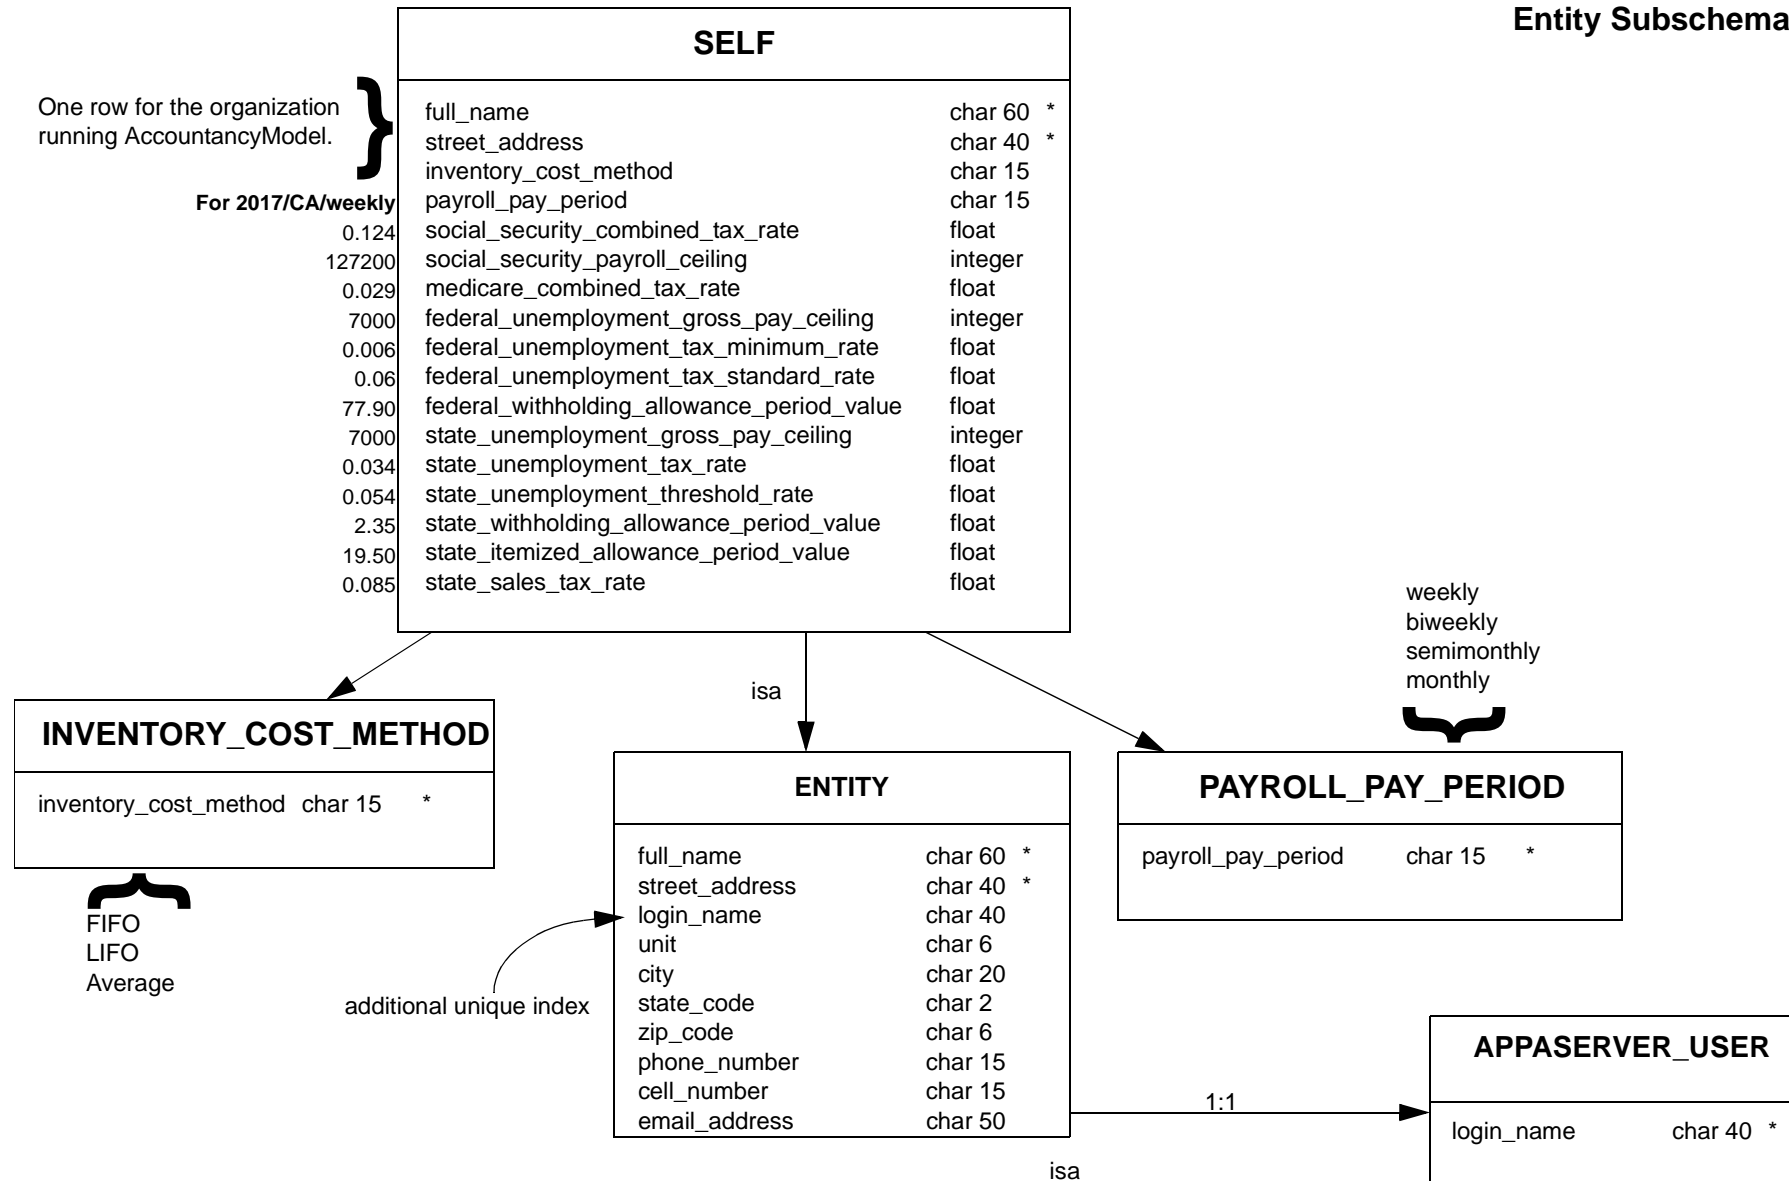 Entity Subschema
SELF
One row for the organization
running AccountancyModel.
full_name char 60 *
street_address char 40 *
inventory_cost_method char 15
For 2017/CA/weekly payroll_pay_period char 15
0.124 social_security_combined_tax_rate float
127200 social_security_payroll_ceiling integer
0.029 medicare_combined_tax_rate float
7000 federal_unemployment_gross_pay_ceiling integer
0.006 federal_unemployment_tax_minimum_rate float
0.06 federal_unemployment_tax_standard_rate float
77.90 federal_withholding_allowance_period_value float
7000 state_unemployment_gross_pay_ceiling integer
0.034 state_unemployment_tax_rate float
0.054 state_unemployment_threshold_rate float
2.35 state_withholding_allowance_period_value float
19.50 state_itemized_allowance_period_value float
0.085 state_sales_tax_rate float
weekly
biweekly
semimonthly
monthly
isa
INVENTORY_COST_METHOD
inventory_cost_method char 15 *
FIFO
LIFO
Average
ENTITY
full_name char 60 *
street_address char 40 *
login_name char 40
unit char 6
city char 20
state_code char 2
zip_code char 6
phone_number char 15
cell_number char 15
email_address char 50
additional unique index
PAYROLL_PAY_PERIOD
payroll_pay_period char 15 *
1:1
APPASERVER_USER
login_name char 40 *
isa